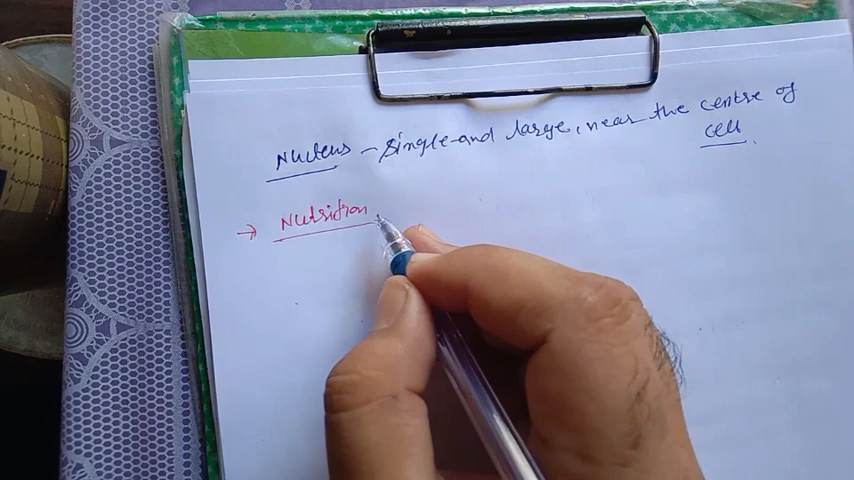 Nucleus - single and large, near the centre of
cell.
→ Nutrition